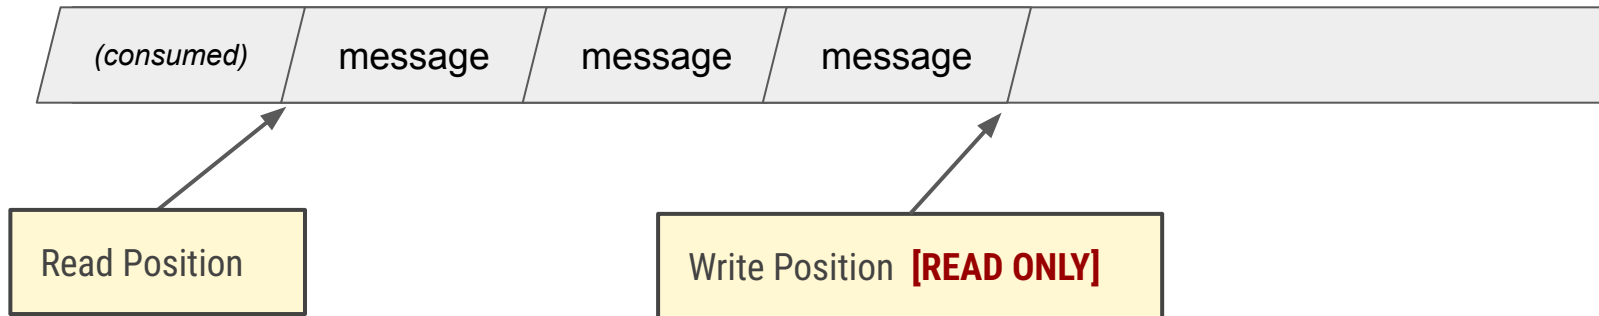 (consumed) message message message
Read Position
Write Position [READ ONLY]